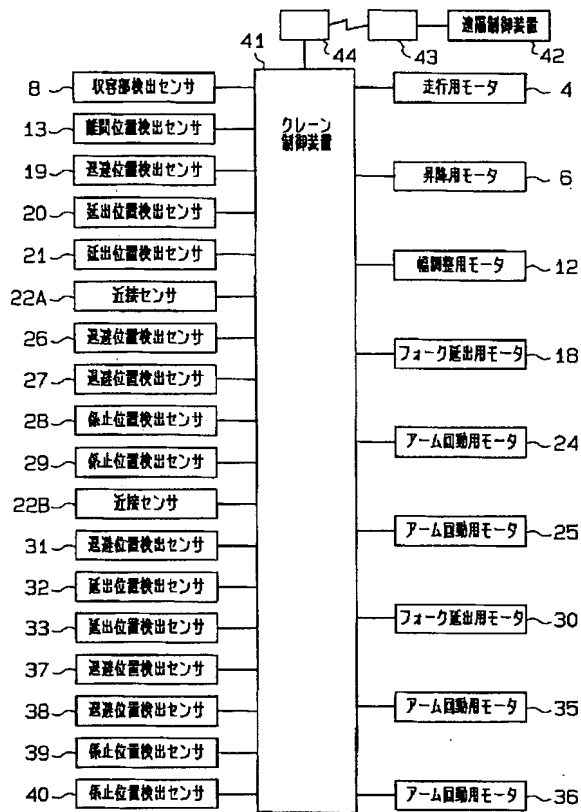 遠隔制御装置
41
44
43
42
8 収容部検出センサ
走行用モータ 4
クレーン
制御装置
13 離間位置検出センサ
19 退避位置検出センサ
昇降用モータ 6
20 延出位置検出センサ
21 延出位置検出センサ
幅調整用モータ 12
22A 近接センサ
26 退避位置検出センサ
フォーク延出用モータ 18
27 退避位置検出センサ
28 係止位置検出センサ
アーム回動用モータ 24
29 係止位置検出センサ
22B 近接センサ
アーム回動用モータ 25
31 退避位置検出センサ
32 延出位置検出センサ
33 延出位置検出センサ
フォーク延出用モータ 30
37 退避位置検出センサ
38 退避位置検出センサ
アーム回動用モータ 35
39 係止位置検出センサ
40 係止位置検出センサ
アーム回動用モータ 36